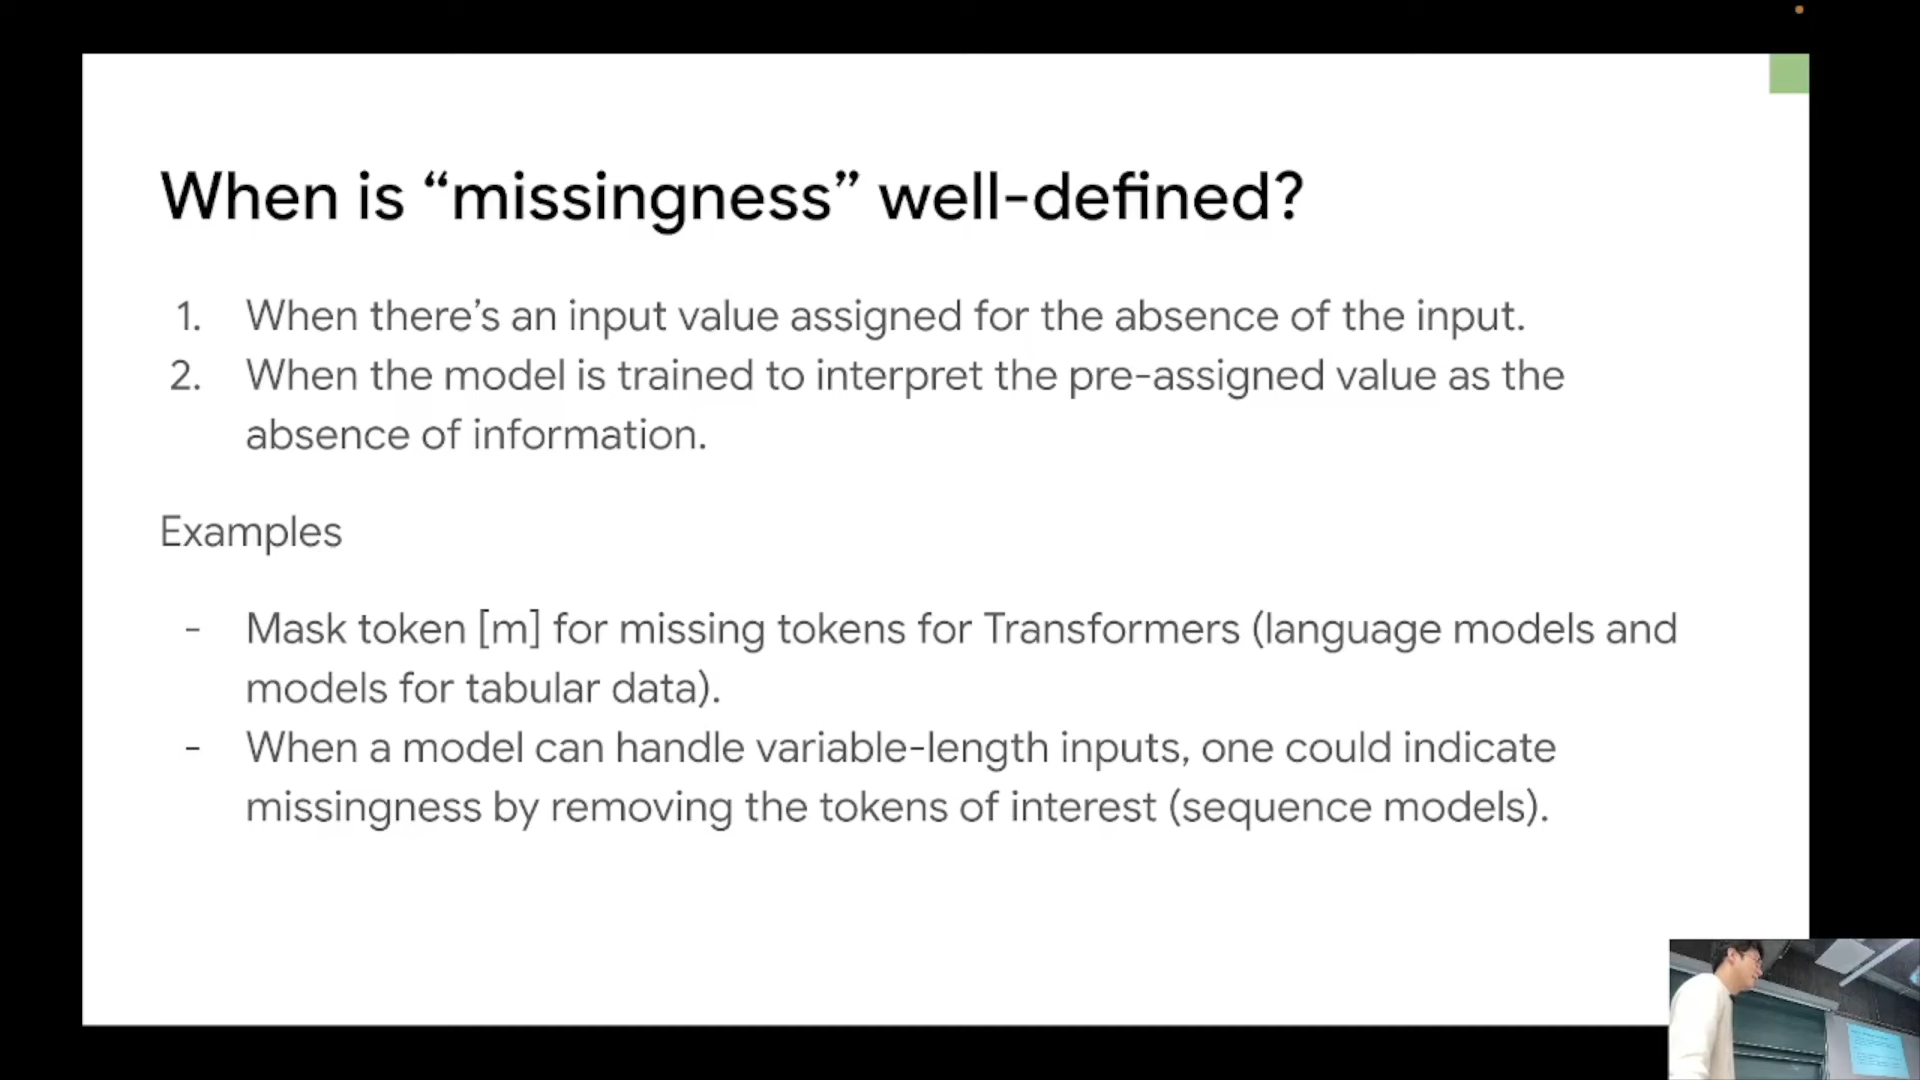 When is “missingness” well-defined?
1. When there’s an input value assigned for the absence of the input.
2. When the model is trained to interpret the pre-assigned value as the
absence of information.
Examples
- Mask token [m] for missing tokens for Transformers (language models and
models for tabular data).
- When a model can handle variable-length inputs, one could indicate
missingness by removing the tokens of interest (sequence models).